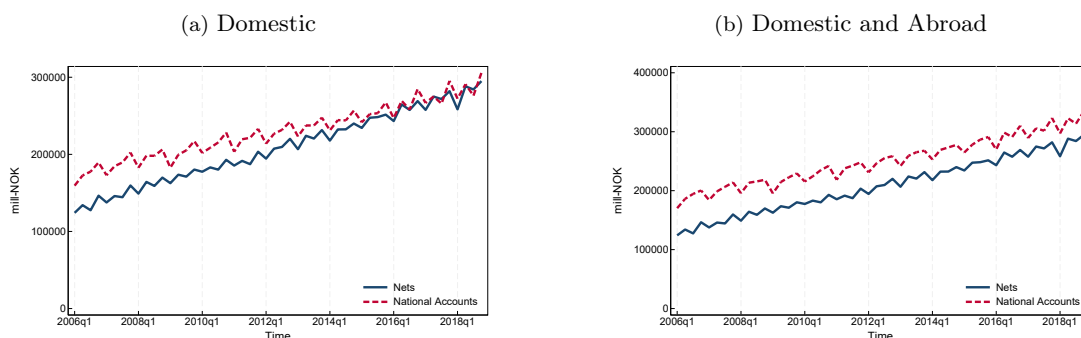 (a) Domestic
(b) Domestic and Abroad
300000
200000
100000
0
mill-NOK
Nets
National Accounts
2006q1 2008q1 2010q1 2012q1 2014q1 2016q1 2018q1
Time
400000
300000
200000
100000
0
mill-NOK
Nets
National Accounts
2006q1 2008q1 2010q1 2012q1 2014q1 2016q1 2018q1
Time